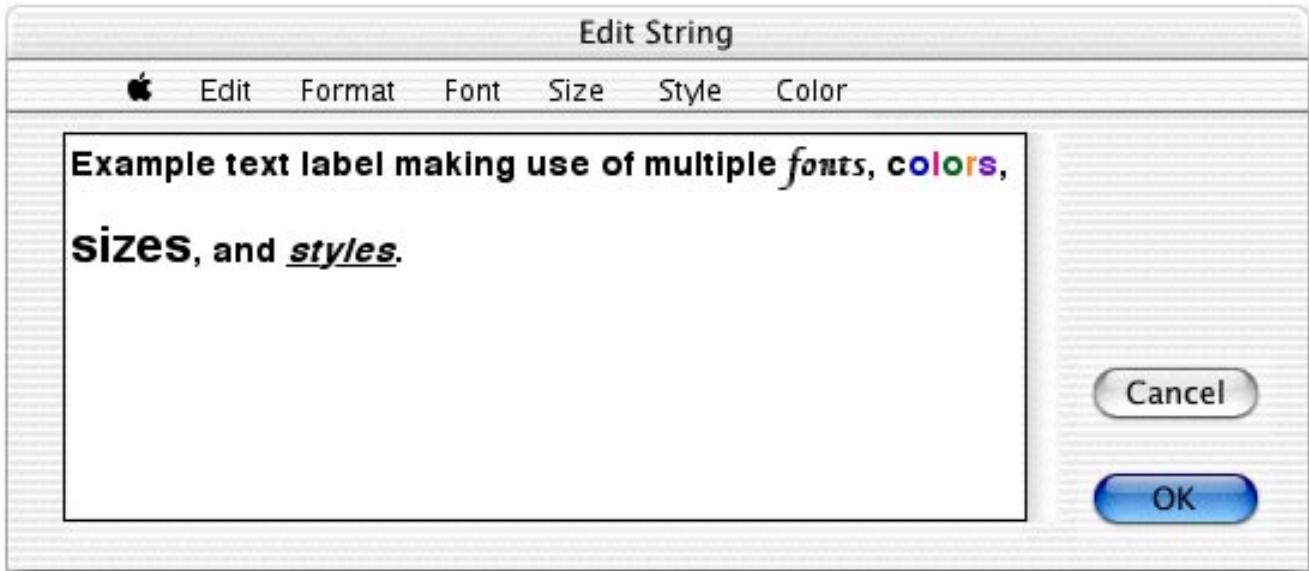 Edit String
Edit Format Font Size Style Color
Example text label making use of multiple fonts, colors,
sizes, and styles.
Cancel
OK